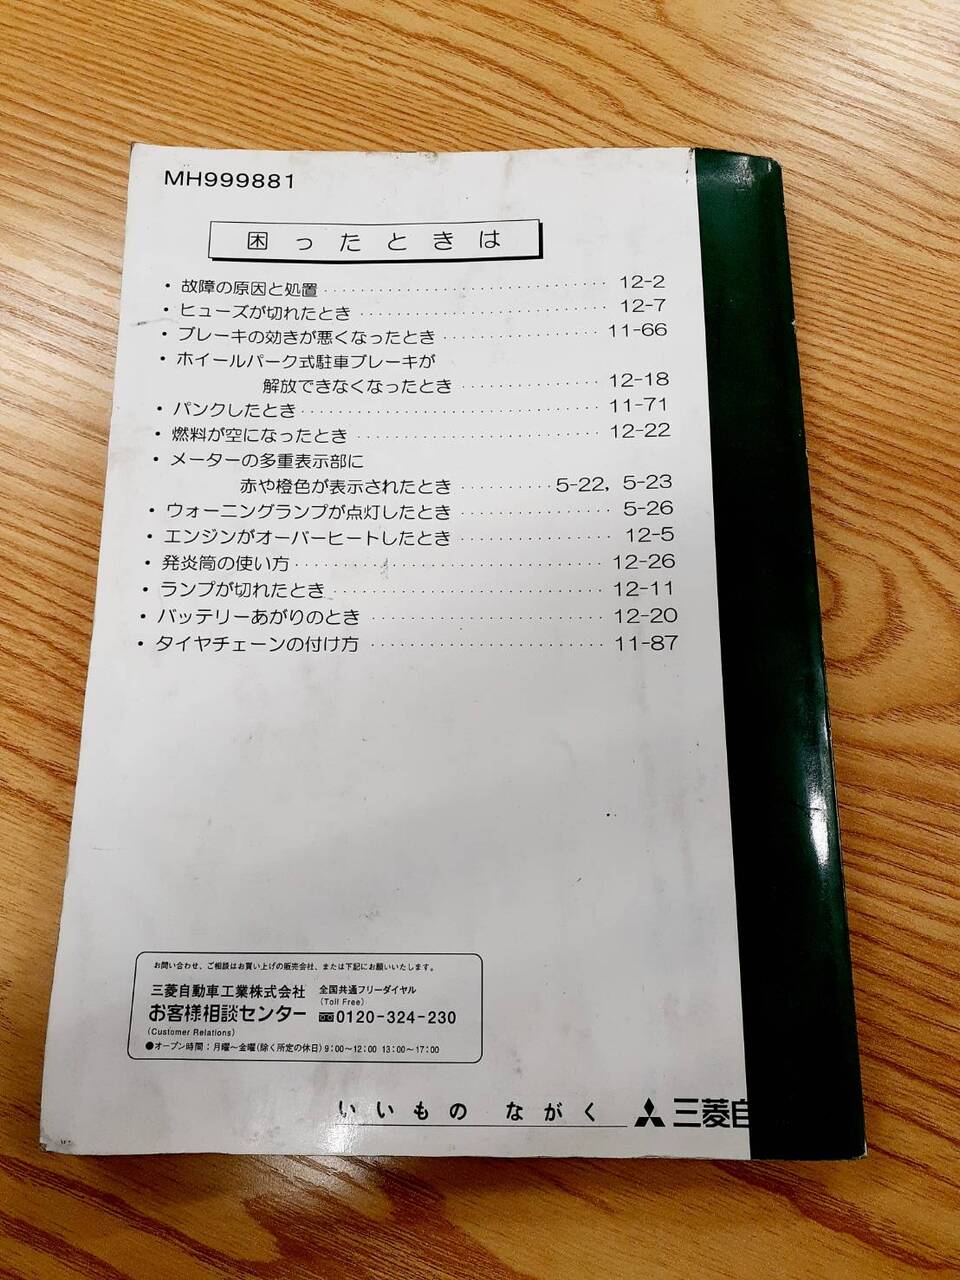 MH999881
困ったときは
・故障の原因と処置 ‥‥‥‥‥‥‥‥‥‥ 12-2
・ヒューズが切れたとき ‥‥‥‥‥‥‥‥‥‥ 12-7
・ブレーキの効きが悪くなったとき ‥‥‥‥‥‥ 11-66
・ホイールパーク式駐車ブレーキが
解放できなくなったとき ‥‥‥‥‥‥ 12-18
・パンクしたとき ‥‥‥‥‥‥‥‥‥‥ 11-71
・燃料が空になったとき ‥‥‥‥‥‥‥‥ 12-22
・メーターの多重表示部に
赤や橙色が表示されたとき ‥‥‥‥ 5-22, 5-23
・ウォーニングランプが点灯したとき ‥‥‥‥‥ 5-26
・エンジンがオーバーヒートしたとき ‥‥‥‥‥ 12-5
・発炎筒の使い方 ‥‥‥‥‥‥‥‥‥‥ 12-26
・ランプが切れたとき ‥‥‥‥‥‥‥‥‥ 12-11
・バッテリーあがりのとき ‥‥‥‥‥‥‥‥ 12-20
・タイヤチェーンの付け方 ‥‥‥‥‥‥‥‥ 11-87
お問い合わせ、ご相談はお買い上げの販売会社、または下記にお願いいたします。
三菱自動車工業株式会社 全国共通フリーダイヤル
(Toll Free)
お客様相談センター 0120-324-230
(Customer Relations)
●オープン時間：月曜〜金曜(除く所定の休日) 9:00〜12:00 13:00〜17:00
いいものながく 三菱自